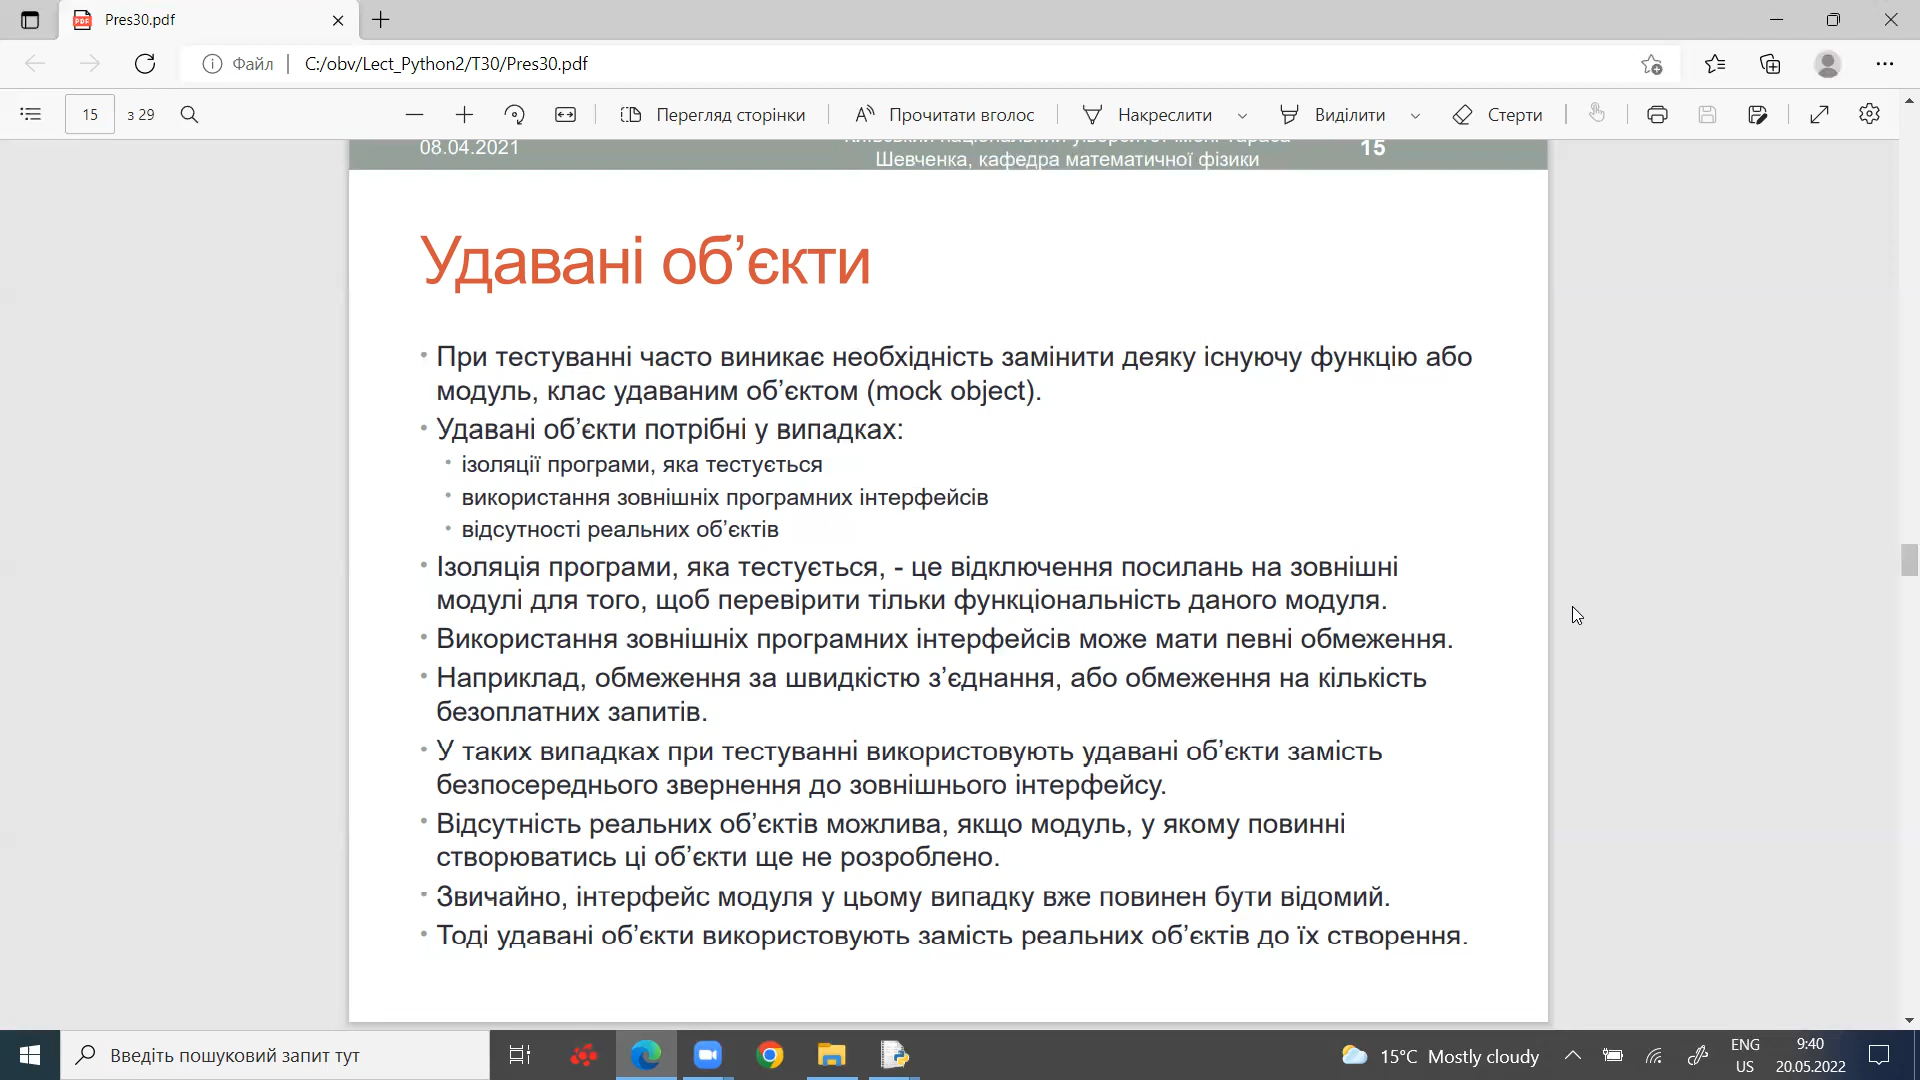 Pres30.pdf
Файл
C:/obv/Lect_Python2/T30/Pres30.pdf
15
з 29
Перегляд сторінки
Прочитати вголос
Накреслити
Виділити
Стерти
08.04.2021
Шевченка, кафедра математичної фізики
15
Удавані об’єкти
При тестуванні часто виникає необхідність замінити деяку існуючу функцію або
модуль, клас удаваним об’єктом (mock object).
Удавані об’єкти потрібні у випадках:
ізоляції програми, яка тестується
використання зовнішніх програмних інтерфейсів
відсутності реальних об’єктів
Ізоляція програми, яка тестується, - це відключення посилань на зовнішні
модулі для того, щоб перевірити тільки функціональність даного модуля.
Використання зовнішніх програмних інтерфейсів може мати певні обмеження.
Наприклад, обмеження за швидкістю з’єднання, або обмеження на кількість
безоплатних запитів.
У таких випадках при тестуванні використовують удавані об’єкти замість
безпосереднього звернення до зовнішнього інтерфейсу.
Відсутність реальних об’єктів можлива, якщо модуль, у якому повинні
створюватись ці об’єкти ще не розроблено.
Звичайно, інтерфейс модуля у цьому випадку вже повинен бути відомий.
Тоді удавані об’єкти використовують замість реальних об’єктів до їх створення.
Введіть пошуковий запит тут
15°C Mostly cloudy
ENG
US
9:40
20.05.2022